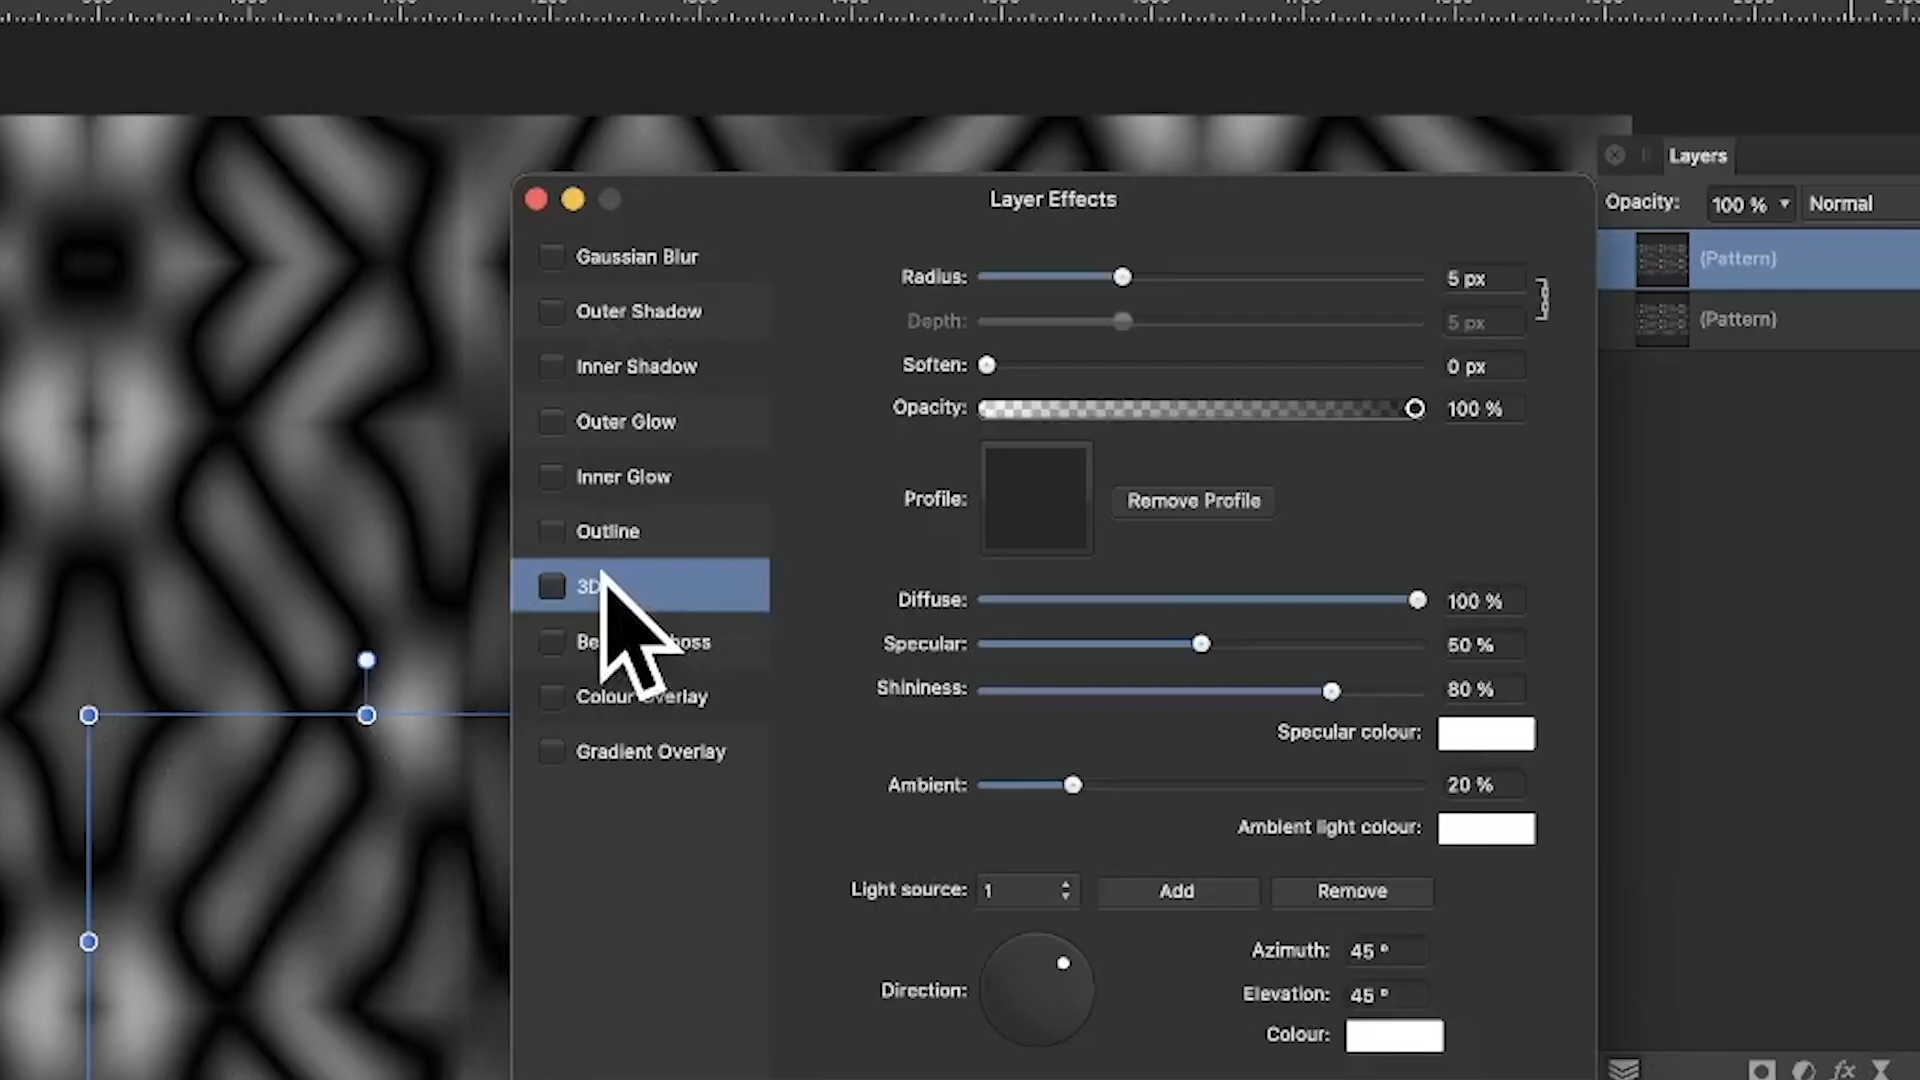 Layers
Layer Effects
Opacity: 100 % Normal
Gaussian Blur
(Pattern)
Radius: 5 px
Outer Shadow
(Pattern)
Depth: 5 px
Inner Shadow
Soften: 0 px
Opacity: 100 %
Outer Glow
Inner Glow
Profile: Remove Profile
Outline
3D
Diffuse: 100 %
Specular: 50 %
Colour Overlay
Shininess: 80 %
Specular colour:
Gradient Overlay
Ambient: 20 %
Ambient light colour:
Light source: 1 Add Remove
Azimuth: 45 °
Direction:
Elevation: 45 °
Colour:
fx